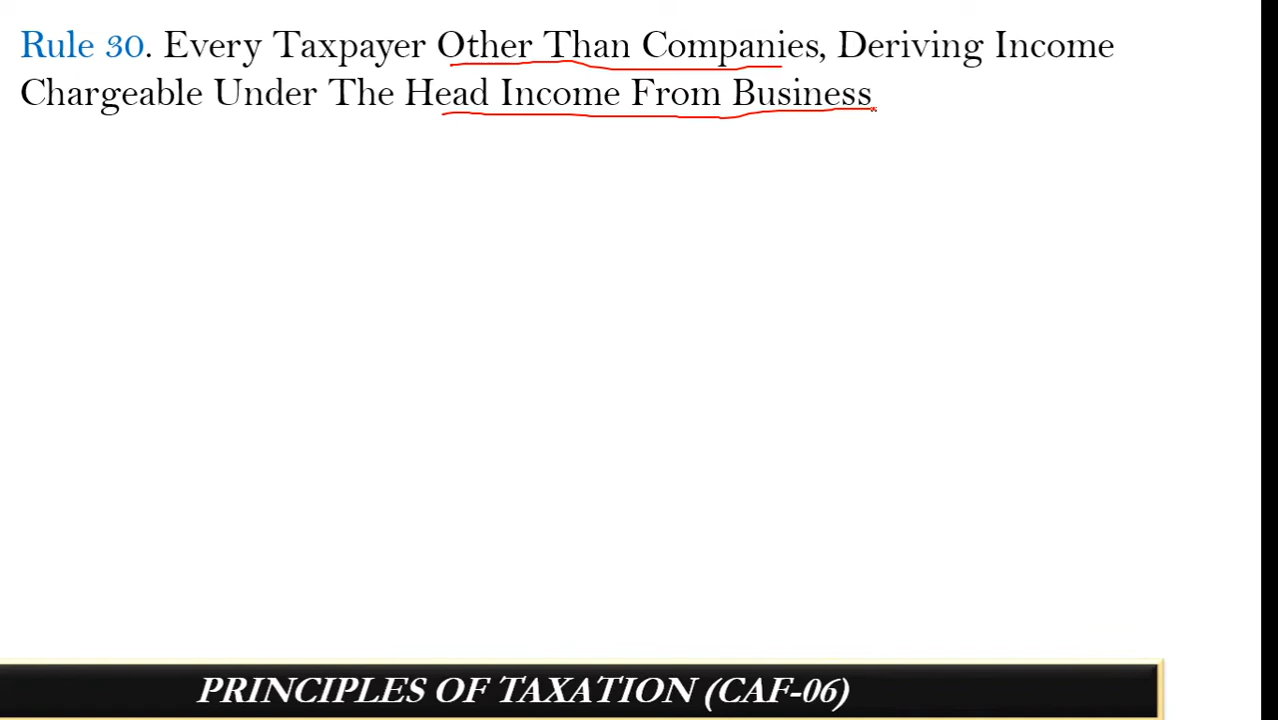 Rule 30. Every Taxpayer Other Than Companies, Deriving Income
Chargeable Under The Head Income From Business
PRINCIPLES OF TAXATION (CAF-06)